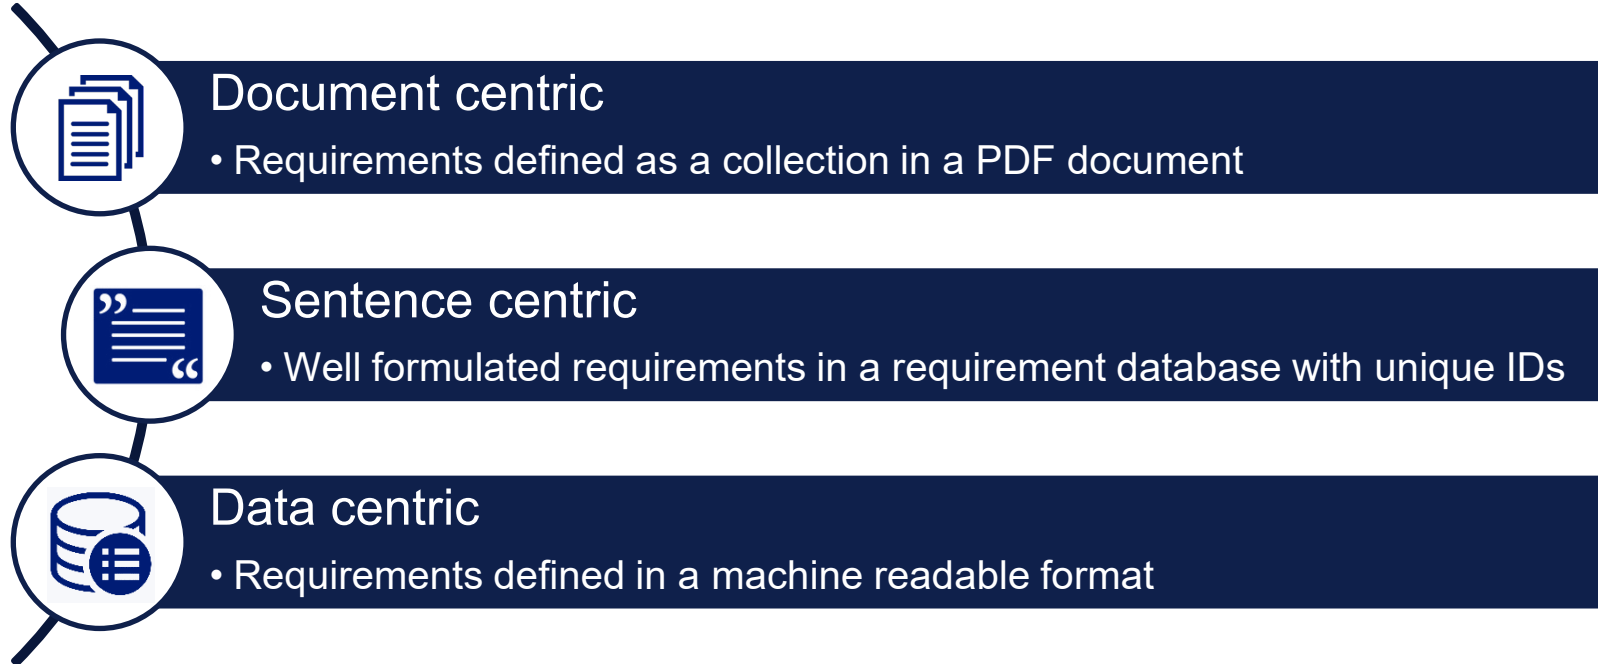 Document centric
• Requirements defined as a collection in a PDF document
Sentence centric
• Well formulated requirements in a requirement database with unique IDs
Data centric
• Requirements defined in a machine readable format